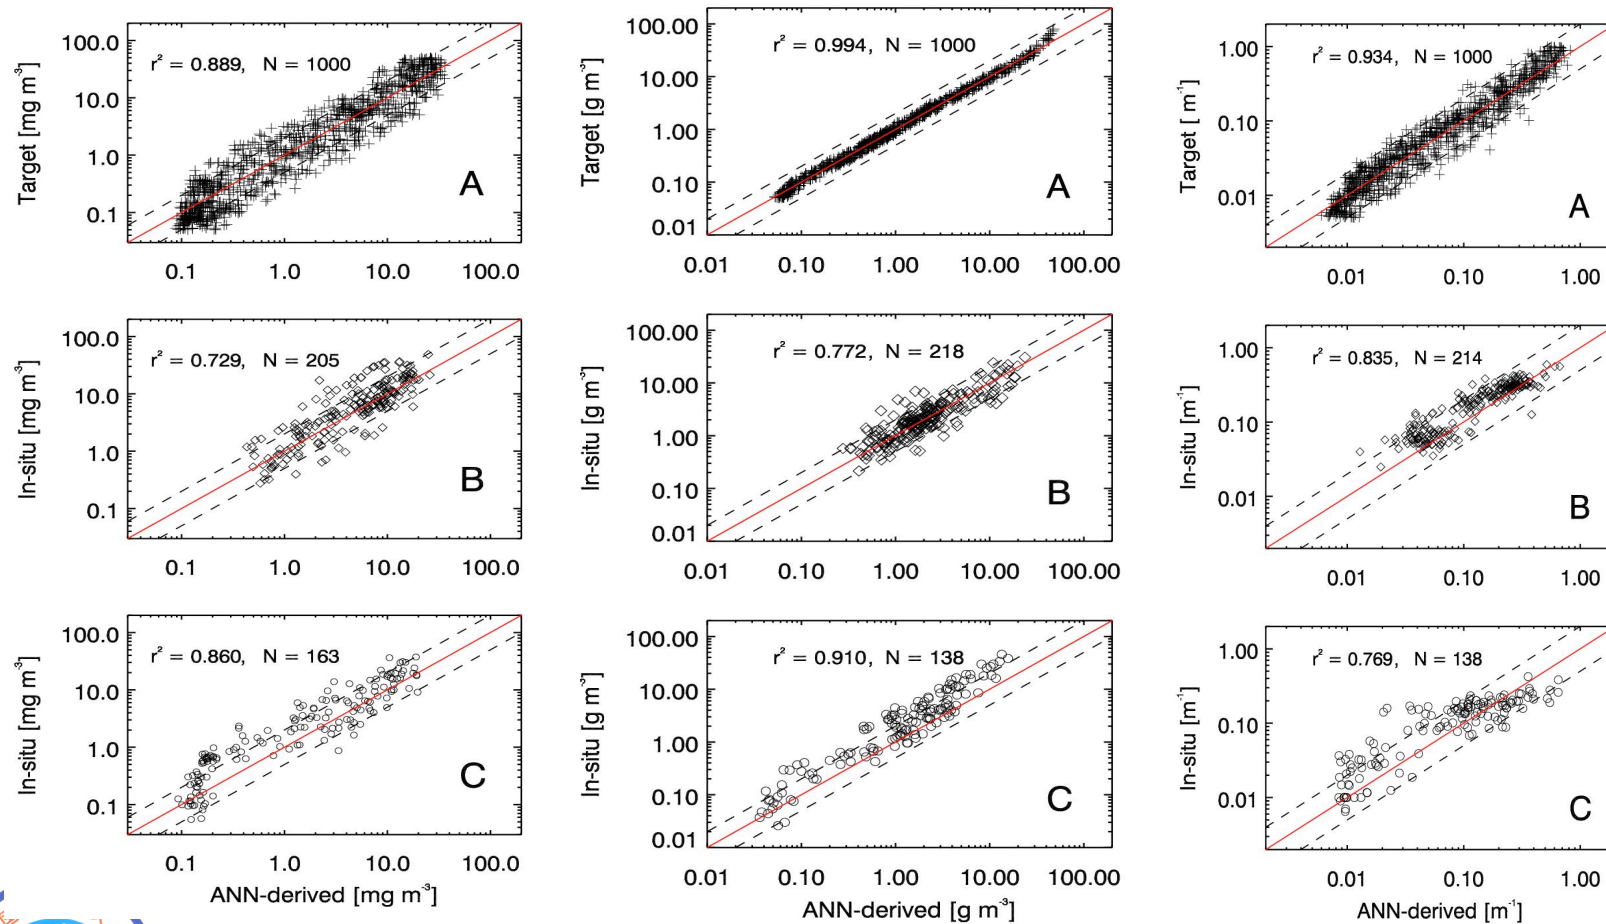 100.0
10.0
1.0
0.1
Target [mg m⁻³]
r² = 0.889, N = 1000
A
0.1 1.0 10.0 100.0
100.00
10.00
1.00
0.10
0.01
Target [g m⁻³]
r² = 0.994, N = 1000
A
0.01 0.10 1.00 10.00 100.00
1.00
0.10
0.01
Target [m⁻¹]
r² = 0.934, N = 1000
A
0.01 0.10 1.00
100.0
10.0
1.0
0.1
In-situ [mg m⁻³]
r² = 0.729, N = 205
B
0.1 1.0 10.0 100.0
100.00
10.00
1.00
0.10
0.01
In-situ [g m⁻³]
r² = 0.772, N = 218
B
0.01 0.10 1.00 10.00 100.00
1.00
0.10
0.01
In-situ [m⁻¹]
r² = 0.835, N = 214
B
0.01 0.10 1.00
100.0
10.0
1.0
0.1
In-situ [mg m⁻³]
r² = 0.860, N = 163
C
0.1 1.0 10.0 100.0
ANN-derived [mg m⁻³]
100.00
10.00
1.00
0.10
0.01
In-situ [g m⁻³]
r² = 0.910, N = 138
C
0.01 0.10 1.00 10.00 100.00
ANN-derived [g m⁻³]
1.00
0.10
0.01
In-situ [m⁻¹]
r² = 0.769, N = 138
C
0.01 0.10 1.00
ANN-derived [m⁻¹]